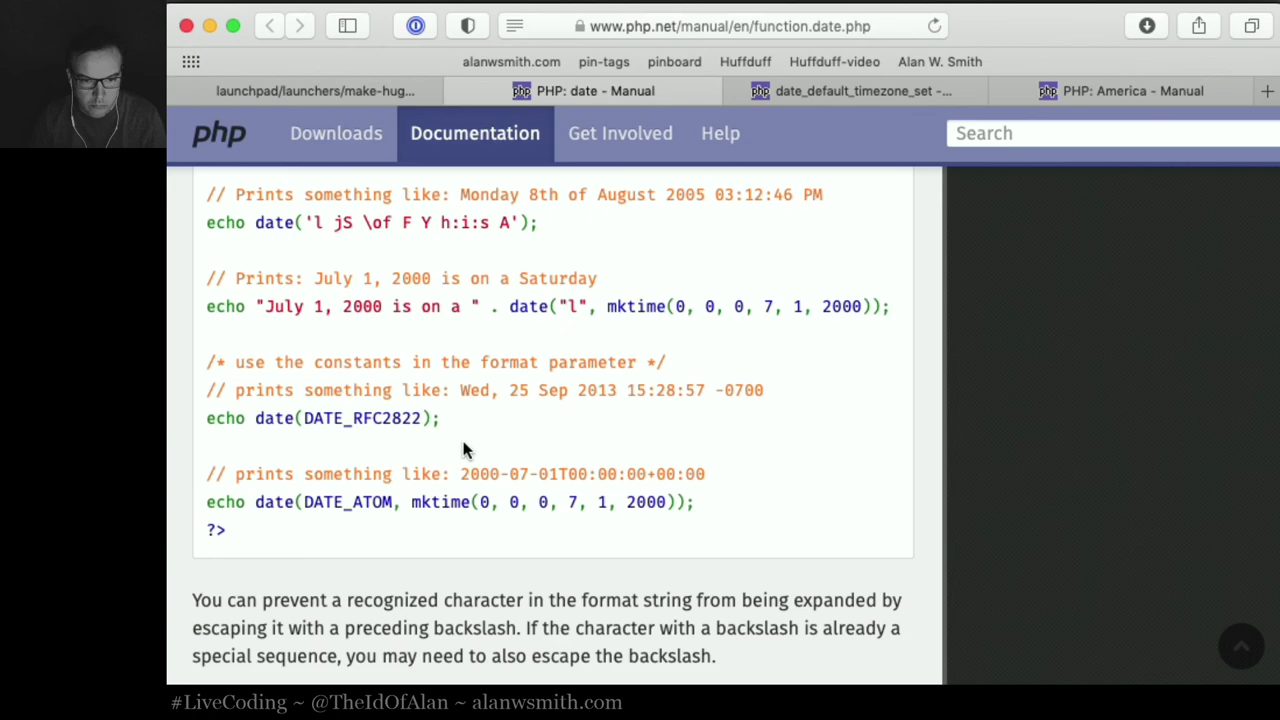 www.php.net/manual/en/function.date.php
alanwsmith.com pin-tags pinboard Huffduff Huffduff-video Alan W. Smith
launchpad/launchers/make-hug... php PHP: date - Manual php date_default_timezone_set -... php PHP: America - Manual
php Downloads Documentation Get Involved Help Search
// Prints something like: Monday 8th of August 2005 03:12:46 PM
echo date('l jS \of F Y h:i:s A');
// Prints: July 1, 2000 is on a Saturday
echo "July 1, 2000 is on a " . date("l", mktime(0, 0, 0, 7, 1, 2000));
/* use the constants in the format parameter */
// prints something like: Wed, 25 Sep 2013 15:28:57 -0700
echo date(DATE_RFC2822);
// prints something like: 2000-07-01T00:00:00+00:00
echo date(DATE_ATOM, mktime(0, 0, 0, 7, 1, 2000));
?>
You can prevent a recognized character in the format string from being expanded by
escaping it with a preceding backslash. If the character with a backslash is already a
special sequence, you may need to also escape the backslash.
#LiveCoding ~ @TheIdOfAlan ~ alanwsmith.com